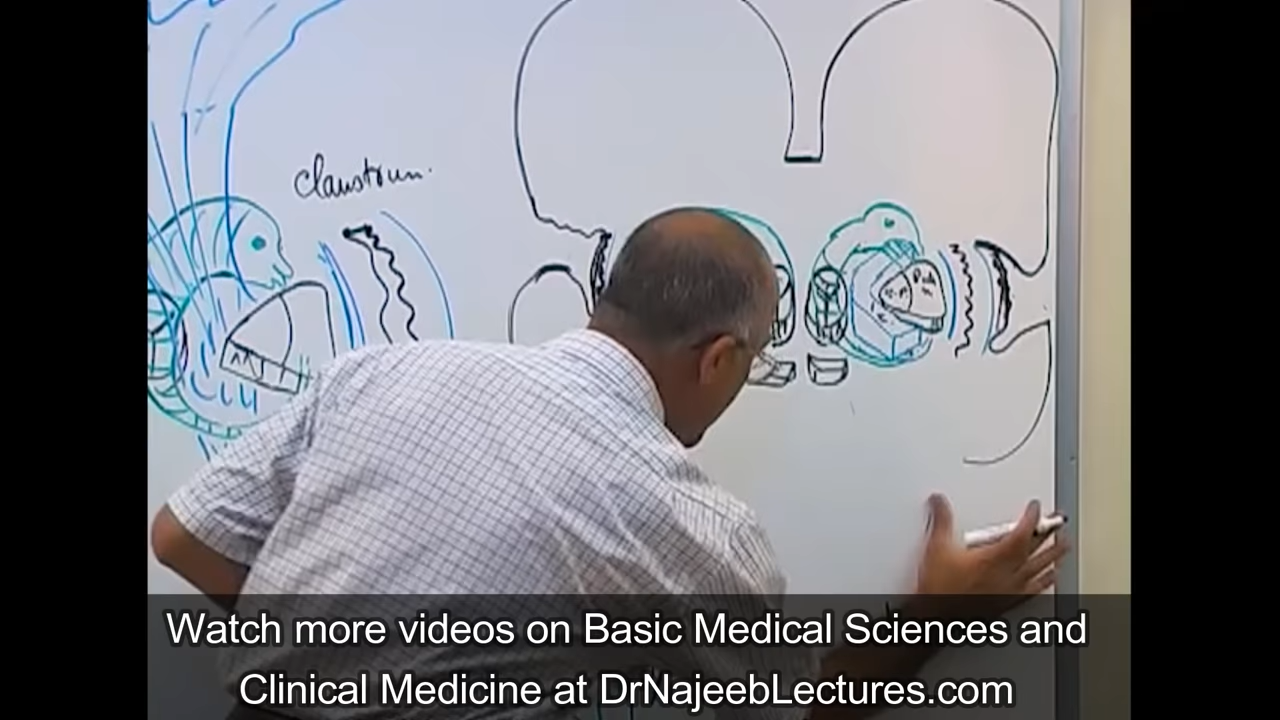 Claustrum.
Watch more videos on Basic Medical Sciences and
Clinical Medicine at DrNajeebLectures.com